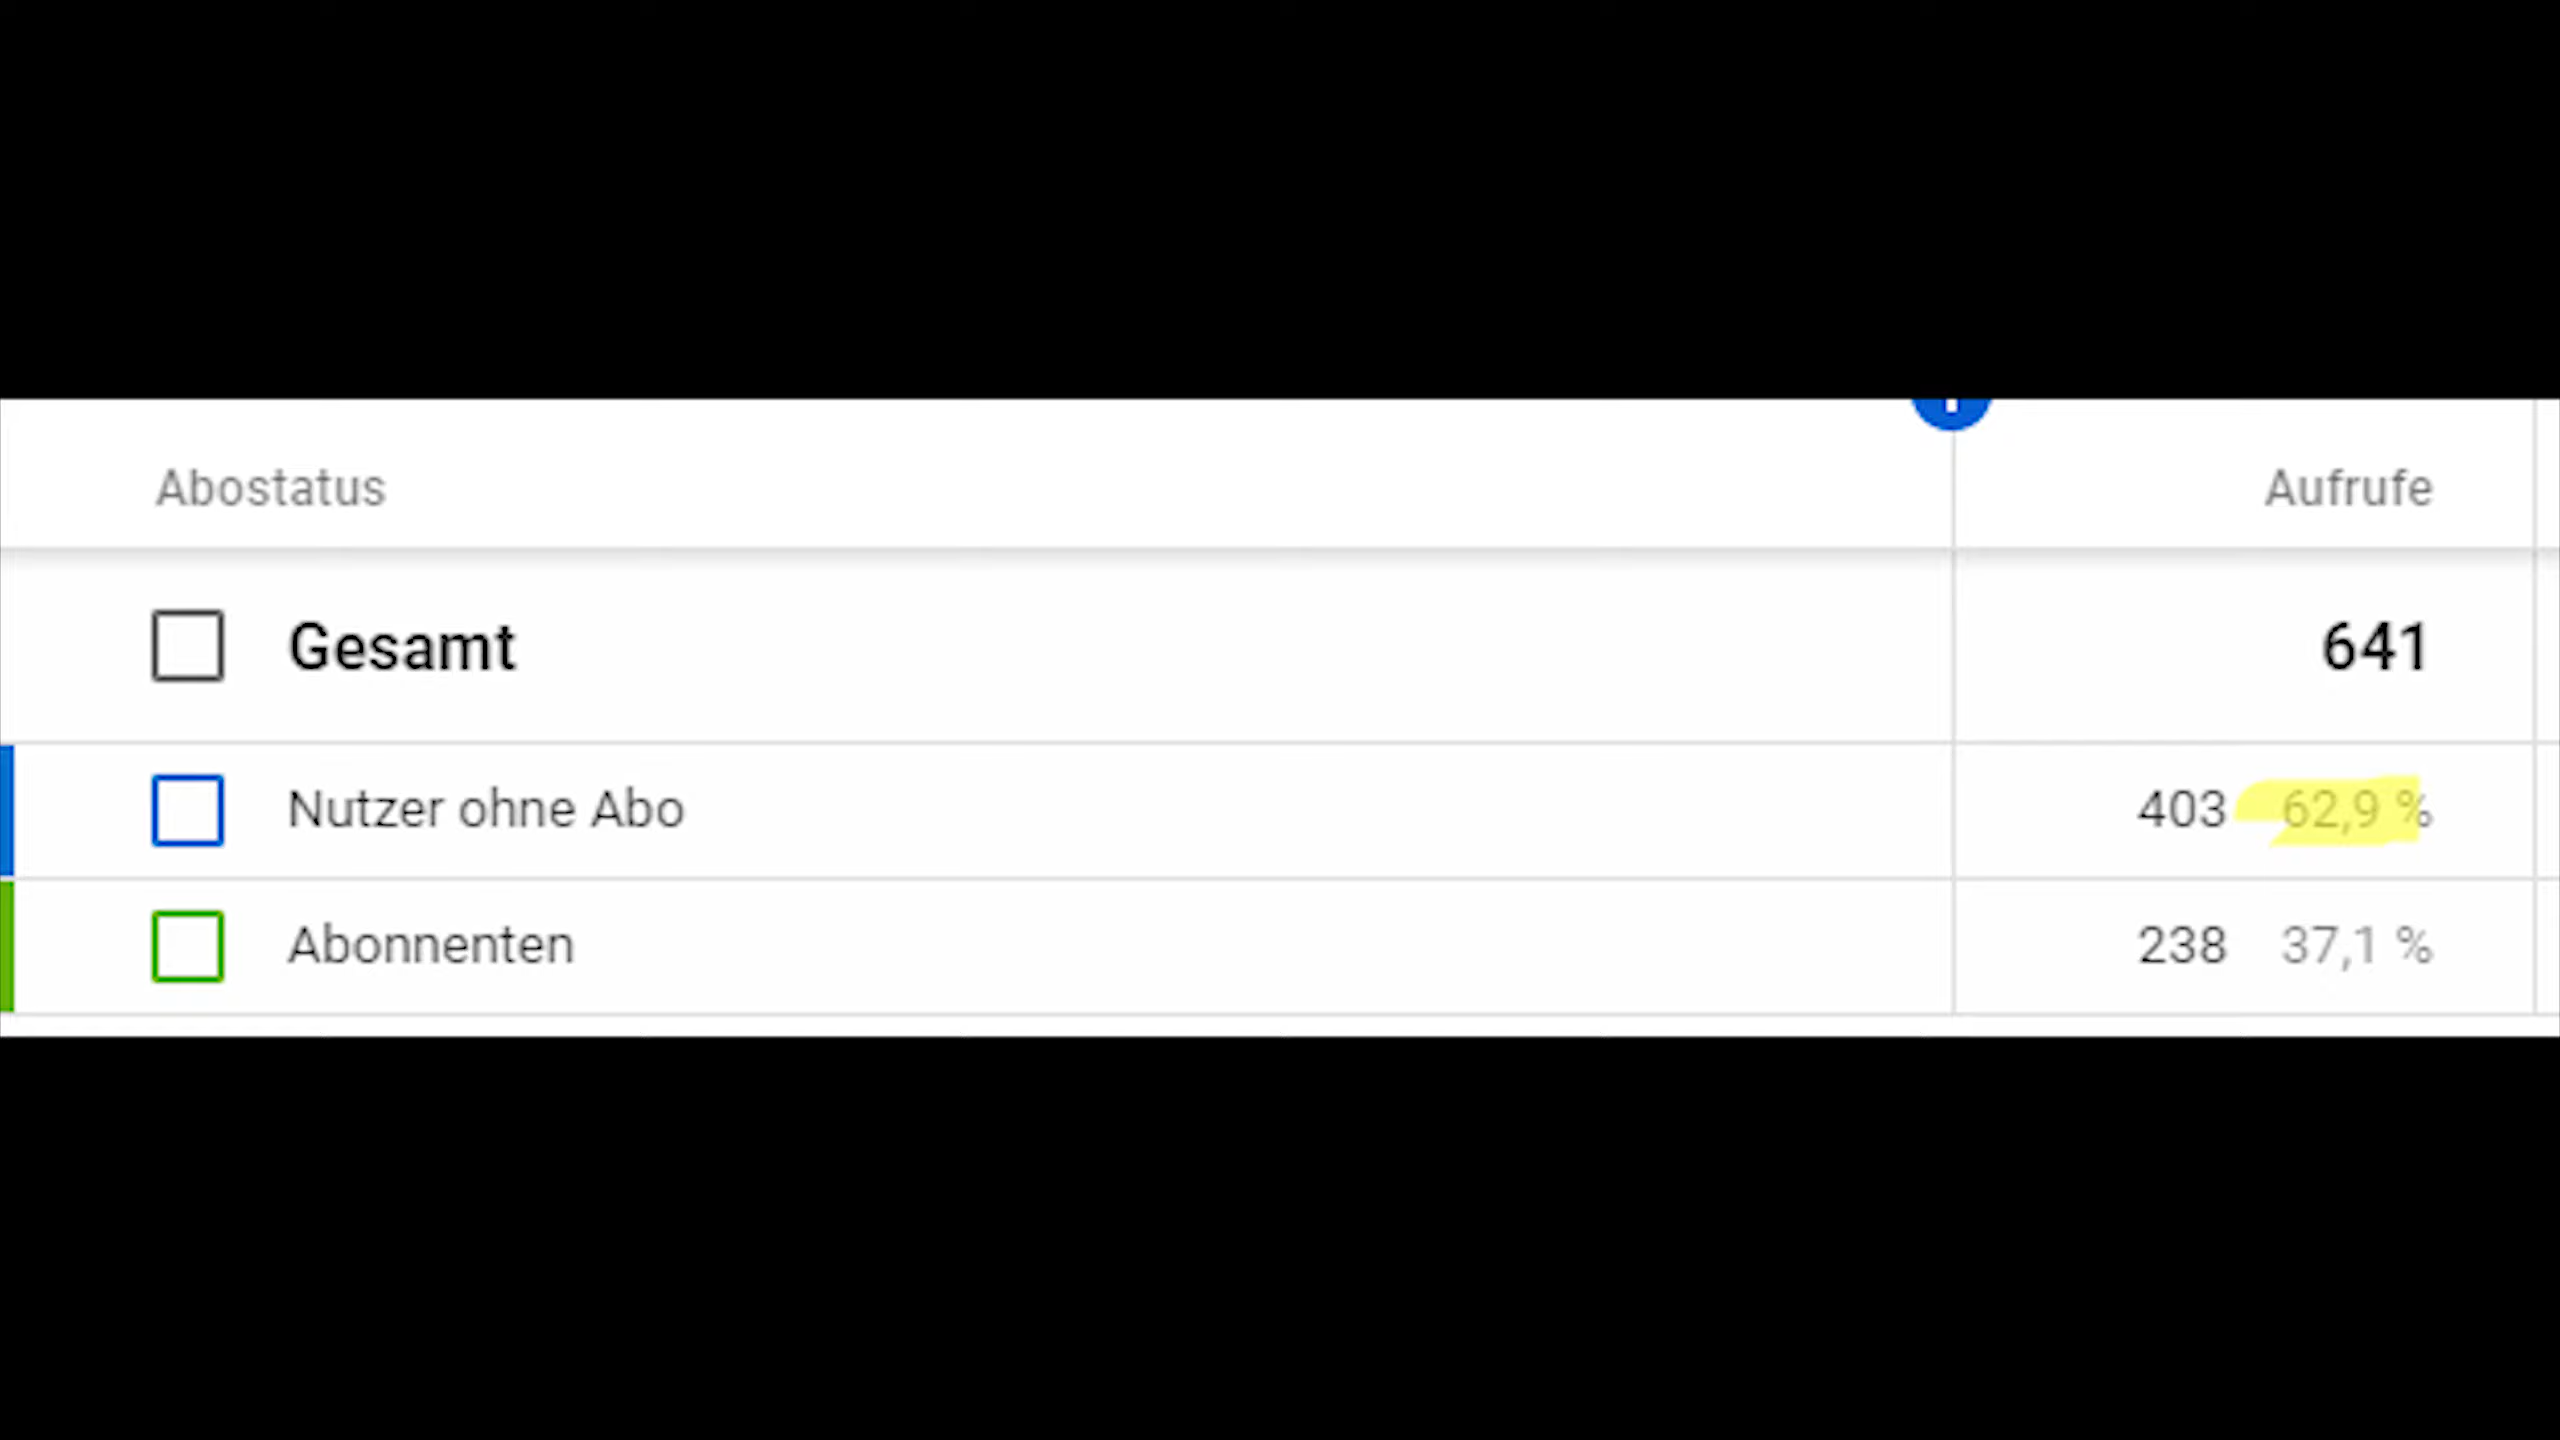 Abostatus Aufrufe
Gesamt 641
Nutzer ohne Abo 403 62,9 %
Abonnenten 238 37,1 %